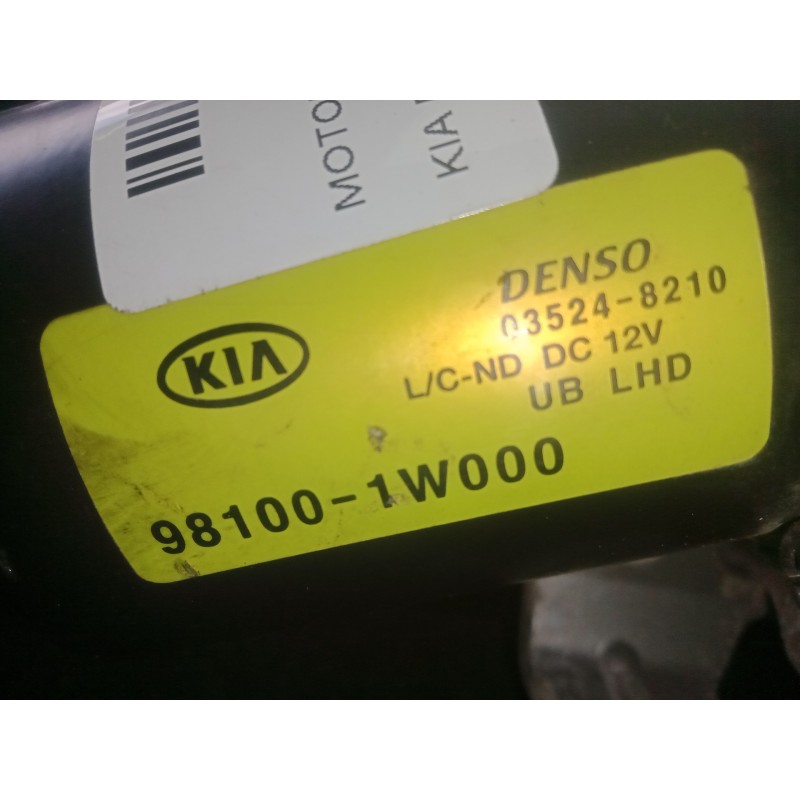 MOTO
KIA
DENSO
03524-8210
KIA
L/C-ND DC 12V
UB LHD
98100-1W000